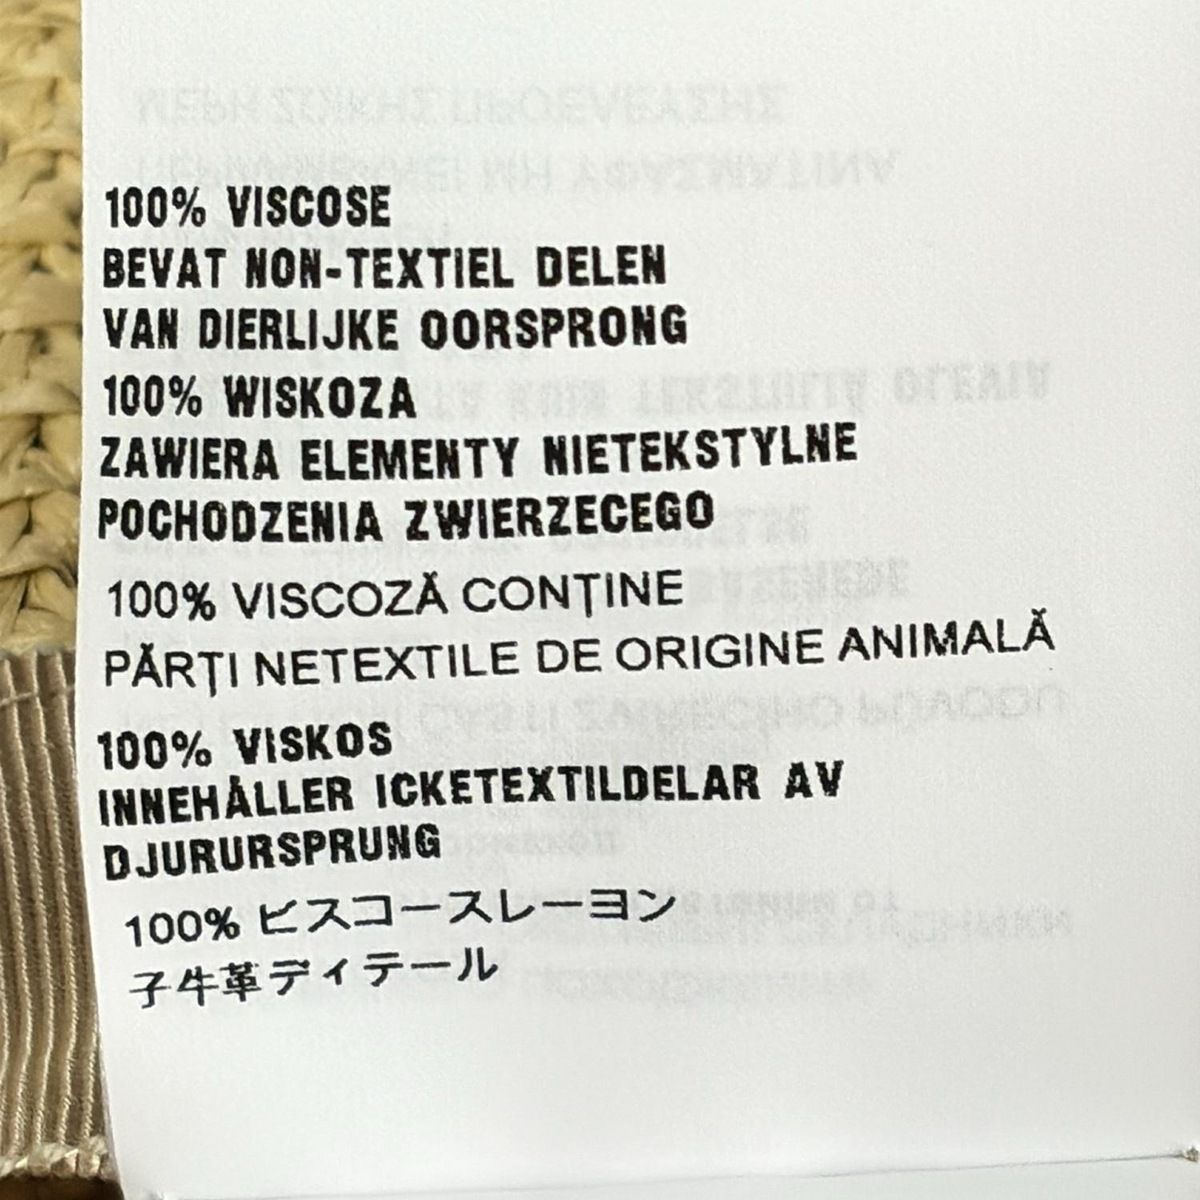 100% VISCOSE
BEVAT NON-TEXTIEL DELEN
VAN DIERLIJKE OORSPRONG
100% WISKOZA
ZAWIERA ELEMENTY NIETEKSTYLNE
POCHODZENIA ZWIERZECEGO
100% VISCOZĂ CONŢINE
PĂRŢI NETEXTILE DE ORIGINE ANIMALĂ
100% VISKOS
INNEHÅLLER ICKETEXTILDELAR AV
DJURURSPRUNG
100% ビスコースレーヨン
子牛革ディテール